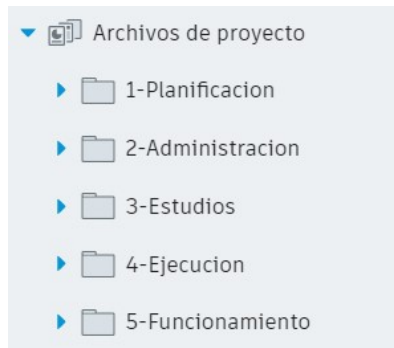 Archivos de proyecto
1-Planificacion
2-Administracion
3-Estudios
4-Ejecucion
5-Funcionamiento